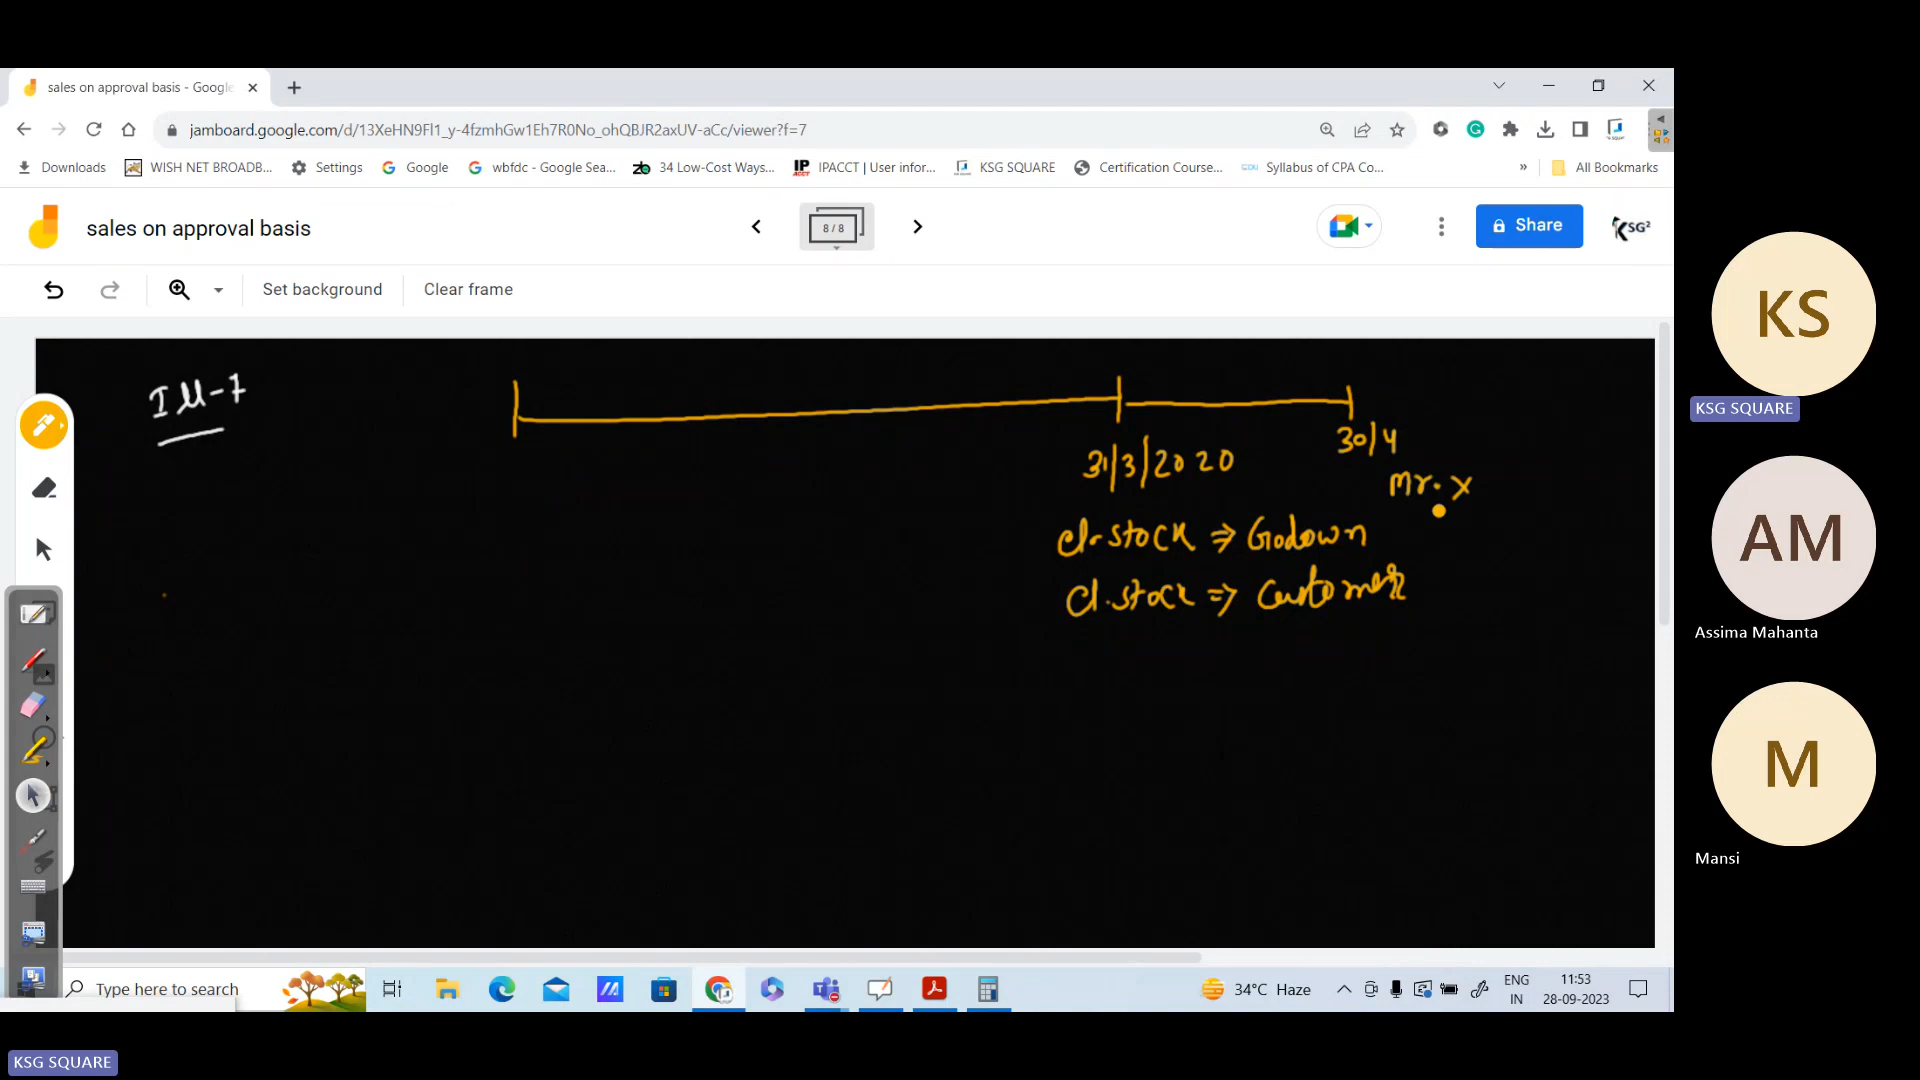 sales on approval basis - Google
jamboard.google.com/d/13XeHN9Fl1_y-4fzmhGw1Eh7R0No_ohQBJR2axUV-aCc/viewer?f=7
Downloads WISH NET BROADB... Settings Google wbfdc - Google Sea... 34 Low-Cost Ways... IPACCT | User infor... KSG SQUARE Certification Course... Syllabus of CPA Co... » All Bookmarks
sales on approval basis 8 / 8 Share KSG²
Set background Clear frame
Ill-7
31/3/2020
30/4
Mr. X
cl. stock ⇒ Godown
cl. stock ⇒ Customer
KS
KSG SQUARE
AM
Assima Mahanta
M
Mansi
Type here to search 34°C Haze ENG IN 11:53 28-09-2023
KSG SQUARE